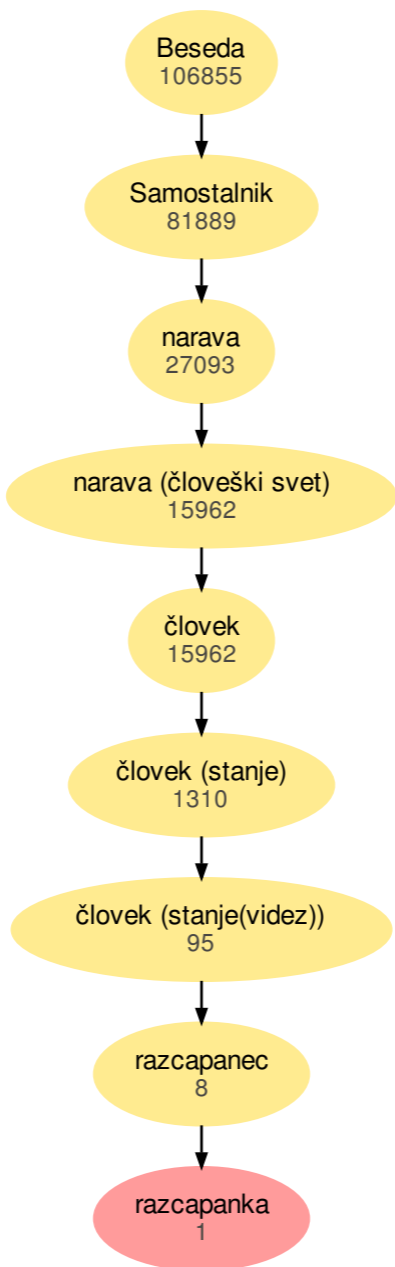 Beseda
106855
Samostalnik
81889
narava
27093
narava (človeški svet)
15962
človek
15962
človek (stanje)
1310
človek (stanje(videz))
95
razcapanec
8
razcapanka
1